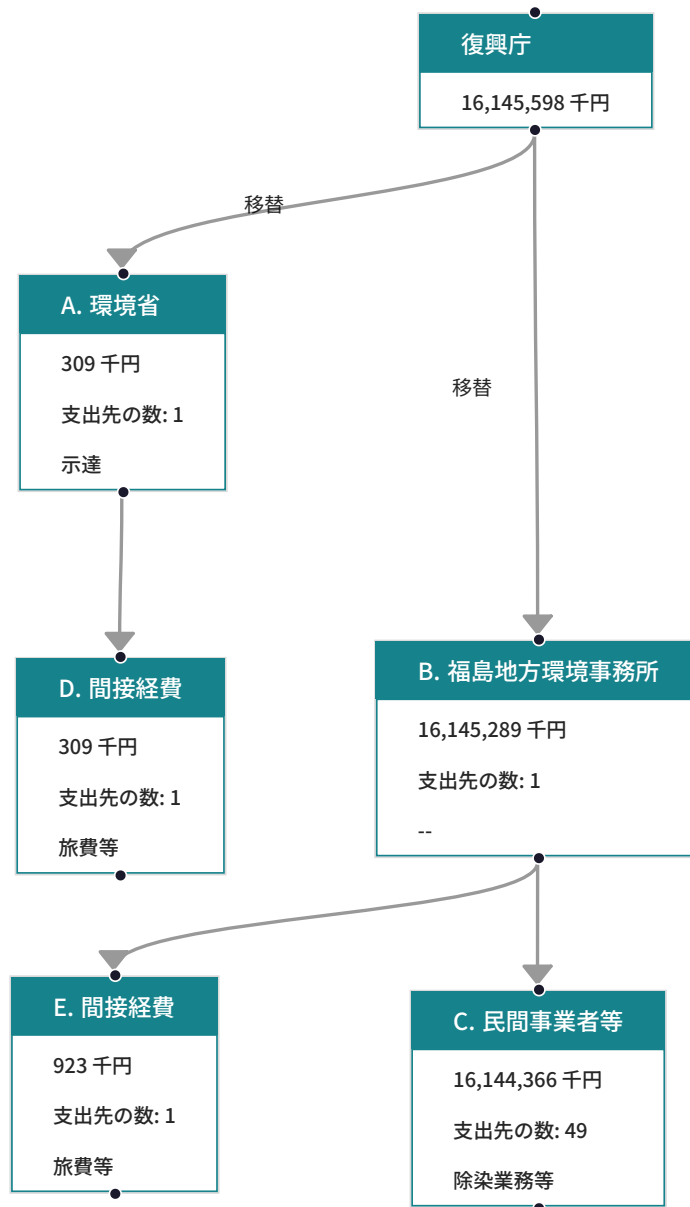 復興庁
16,145,598 千円
移替
A. 環境省
309 千円
支出先の数: 1
示達
移替
D. 間接経費
309 千円
支出先の数: 1
旅費等
B. 福島地方環境事務所
16,145,289 千円
支出先の数: 1
--
E. 間接経費
923 千円
支出先の数: 1
旅費等
C. 民間事業者等
16,144,366 千円
支出先の数: 49
除染業務等